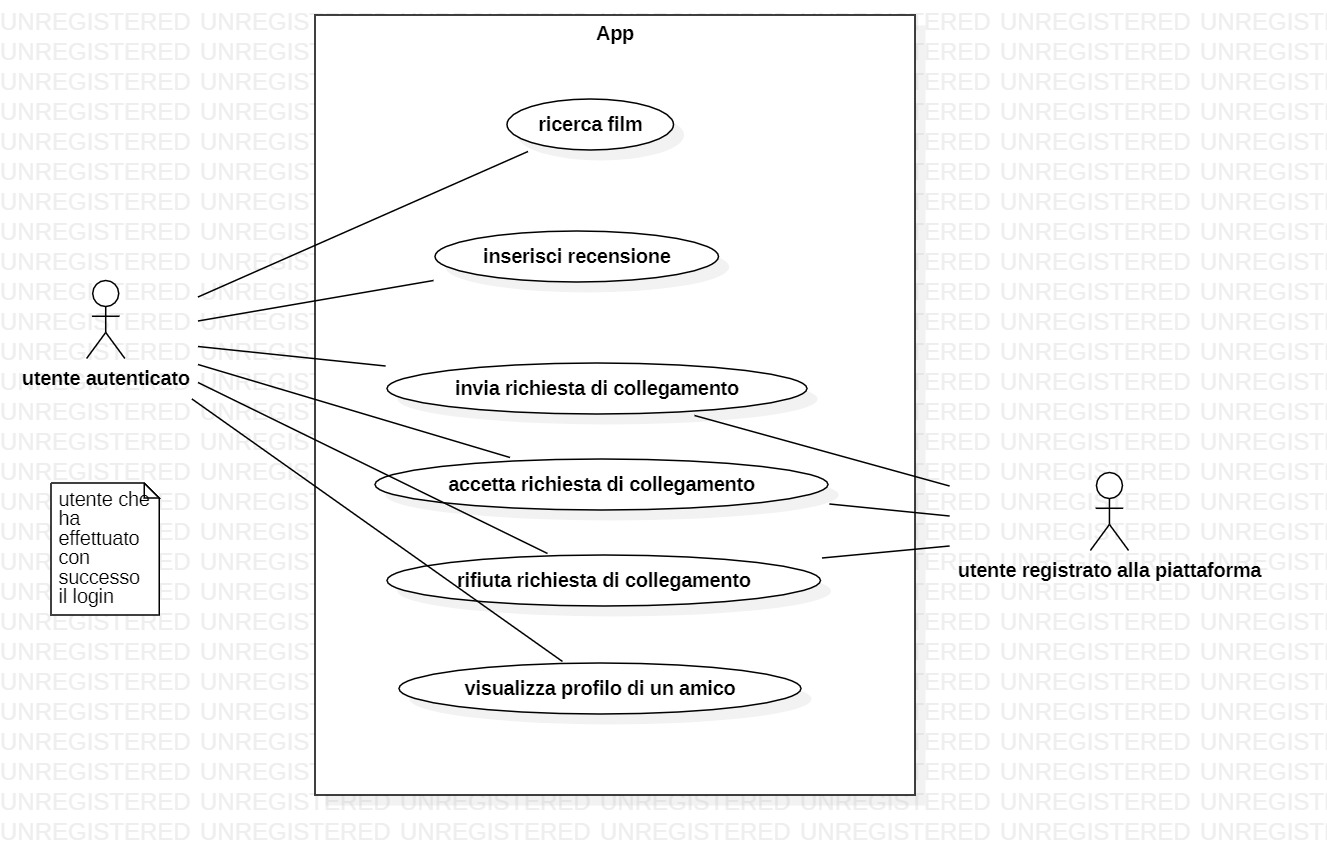 App
ricerca film
inserisci recensione
utente autenticato
invia richiesta di collegamento
accetta richiesta di collegamento
utente che
ha
effettuato
con
successo
il login
rifiuta richiesta di collegamento
utente registrato alla piattaforma
visualizza profilo di un amico
UNREGISTERED